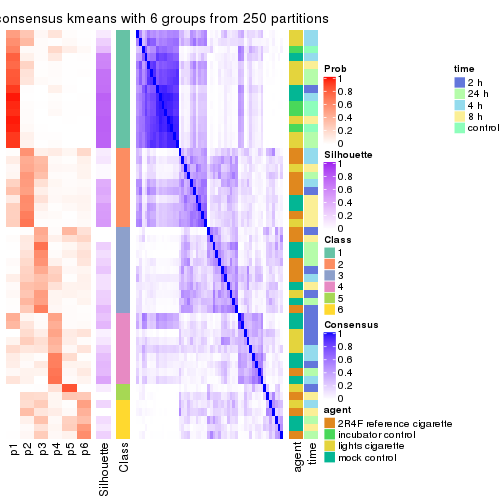 consensus kmeans with 6 groups from 250 partitions
Prob
1
0.8
0.6
0.4
0.2
0
Silhouette
1
0.8
0.6
0.4
0.2
0
Class
1
2
3
4
5
6
Consensus
1
0.8
0.6
0.4
0.2
0
agent
2R4F reference cigarette
incubator control
lights cigarette
mock control
time
2 h
24 h
4 h
8 h
control
p1
p2
p3
p4
p5
p6
Silhouette
Class
agent
time